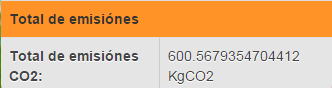 Total de emisiónes
Total de emisiónes 600.5679354704412
CO2: KgCO2